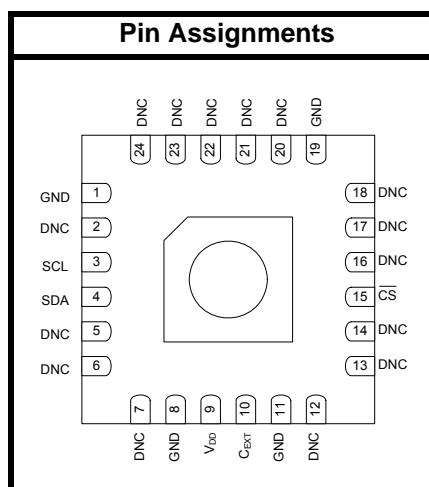 Pin Assignments
DNC DNC DNC DNC DNC GND
24 23 22 21 20 19
GND 1 18 DNC
DNC 2 17 DNC
SCL 3 16 DNC
SDA 4 15 CS
DNC 5 14 DNC
DNC 6 13 DNC
7 8 9 10 11 12
DNC GND VDD CEXT GND DNC